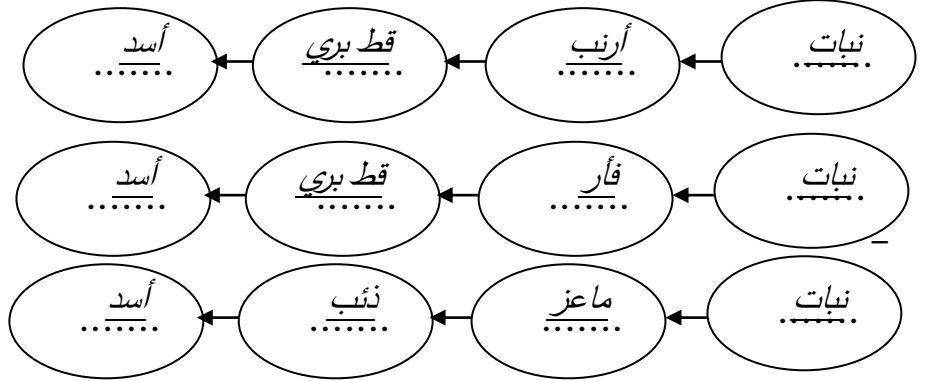 نبات أرنب قط بري أسد
نبات فأر قط بري أسد
نبات ماعز ذئب أسد